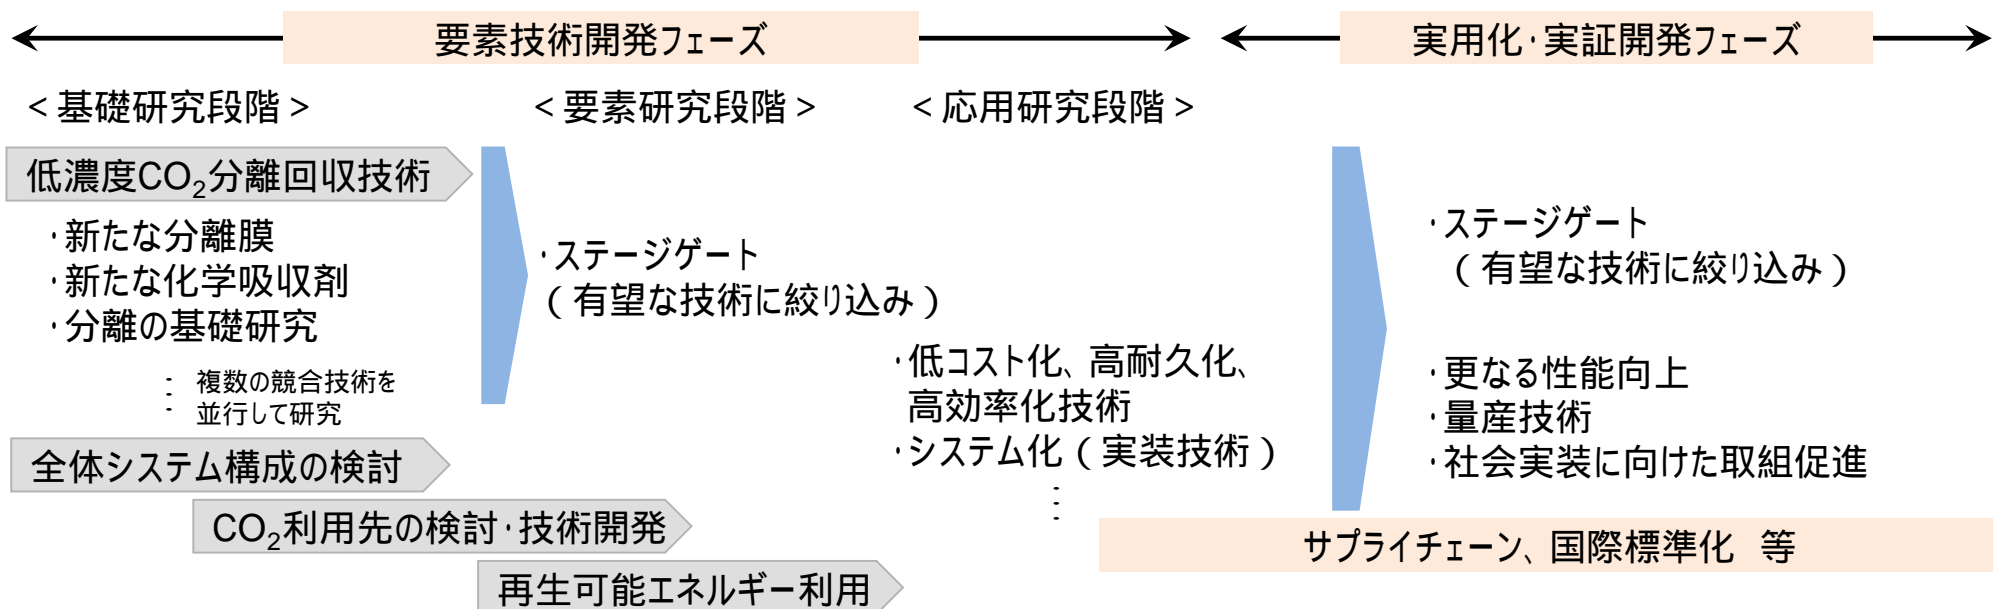 要素技術開発フェーズ
実用化・実証開発フェーズ
＜基礎研究段階＞
＜要素研究段階＞
＜応用研究段階＞
低濃度CO₂分離回収技術
・新たな分離膜
・新たな化学吸収剤
・分離の基礎研究
： 複数の競合技術を
並行して研究
全体システム構成の検討
CO₂利用先の検討・技術開発
再生可能エネルギー利用
・ステージゲート
（有望な技術に絞り込み）
・低コスト化、高耐久化、
高効率化技術
・システム化（実装技術）
・ステージゲート
（有望な技術に絞り込み）
・更なる性能向上
・量産技術
・社会実装に向けた取組促進
サプライチェーン、国際標準化　等